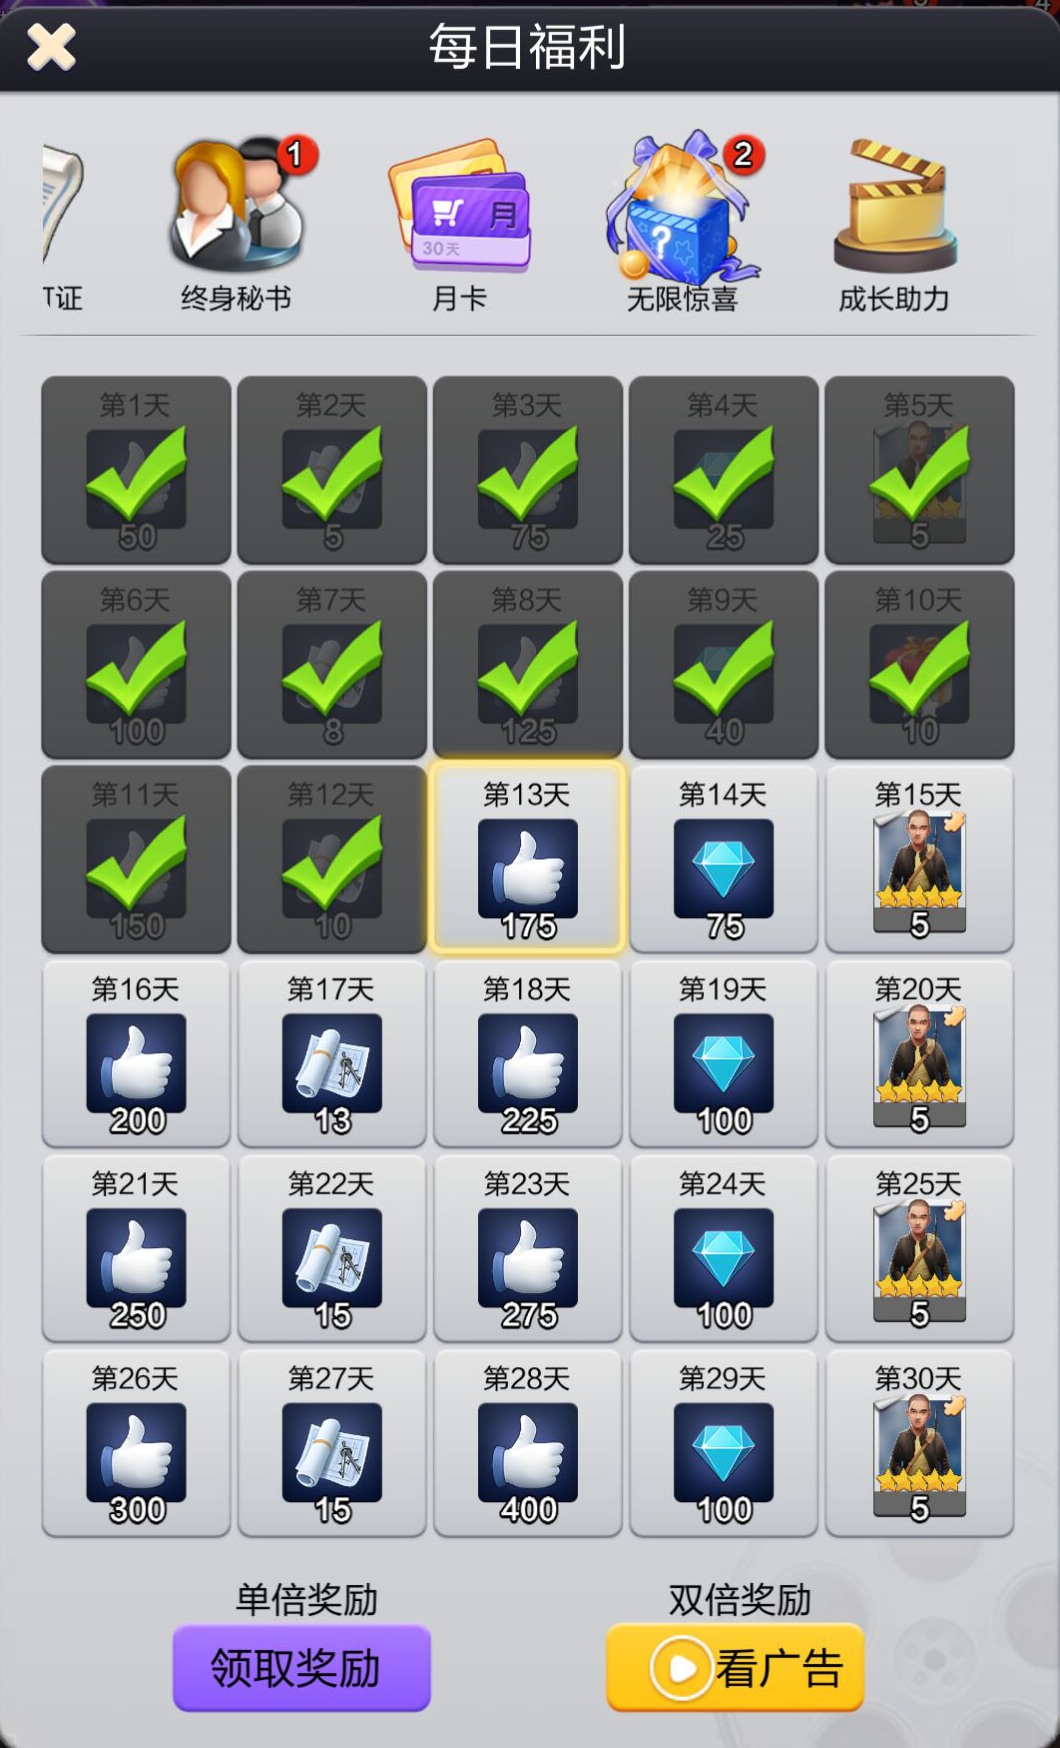 每日福利
1
2
月
30天
?
证
终身秘书
月卡
无限惊喜
成长助力
第1天
第2天
第3天
第4天
第5天
50
5
75
25
5
第6天
第7天
第8天
第9天
第10天
100
8
125
40
10
第11天
第12天
第13天
第14天
第15天
150
10
175
75
5
第16天
第17天
第18天
第19天
第20天
200
13
225
100
5
第21天
第22天
第23天
第24天
第25天
250
15
275
100
5
第26天
第27天
第28天
第29天
第30天
300
15
400
100
5
单倍奖励
双倍奖励
领取奖励
看广告